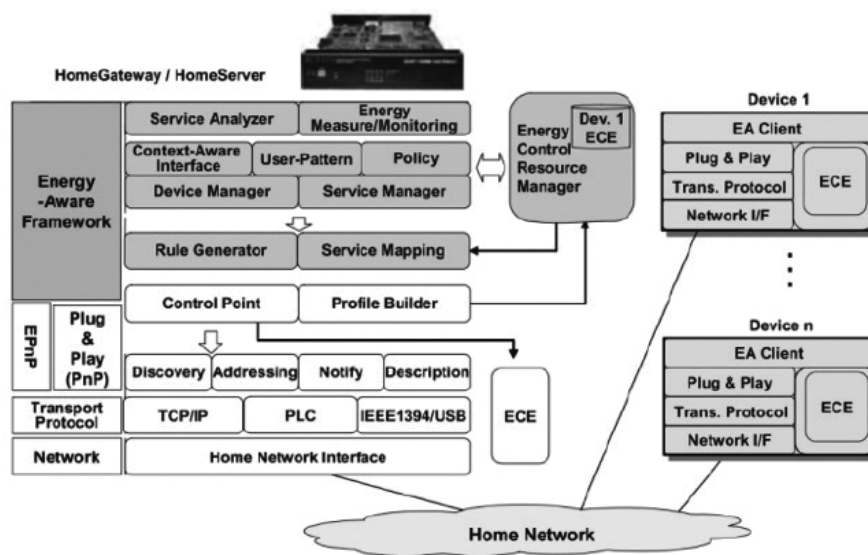 HomeGateway / HomeServer
Service Analyzer
Energy
Measure/Monitoring
Context-Aware
Interface
User-Pattern
Policy
Device Manager
Service Manager
Energy
-Aware
Framework
Rule Generator
Service Mapping
Energy
Control
Resource
Manager
Dev. 1
ECE
Control Point
Profile Builder
EPnP
Plug
&
Play
(PnP)
Discovery
Addressing
Notify
Description
Transport
Protocol
TCP/IP
PLC
IEEE1394/USB
ECE
Network
Home Network Interface
Home Network
Device 1
EA Client
Plug & Play
Trans. Protocol
Network I/F
ECE
Device n
EA Client
Plug & Play
Trans. Protocol
Network I/F
ECE